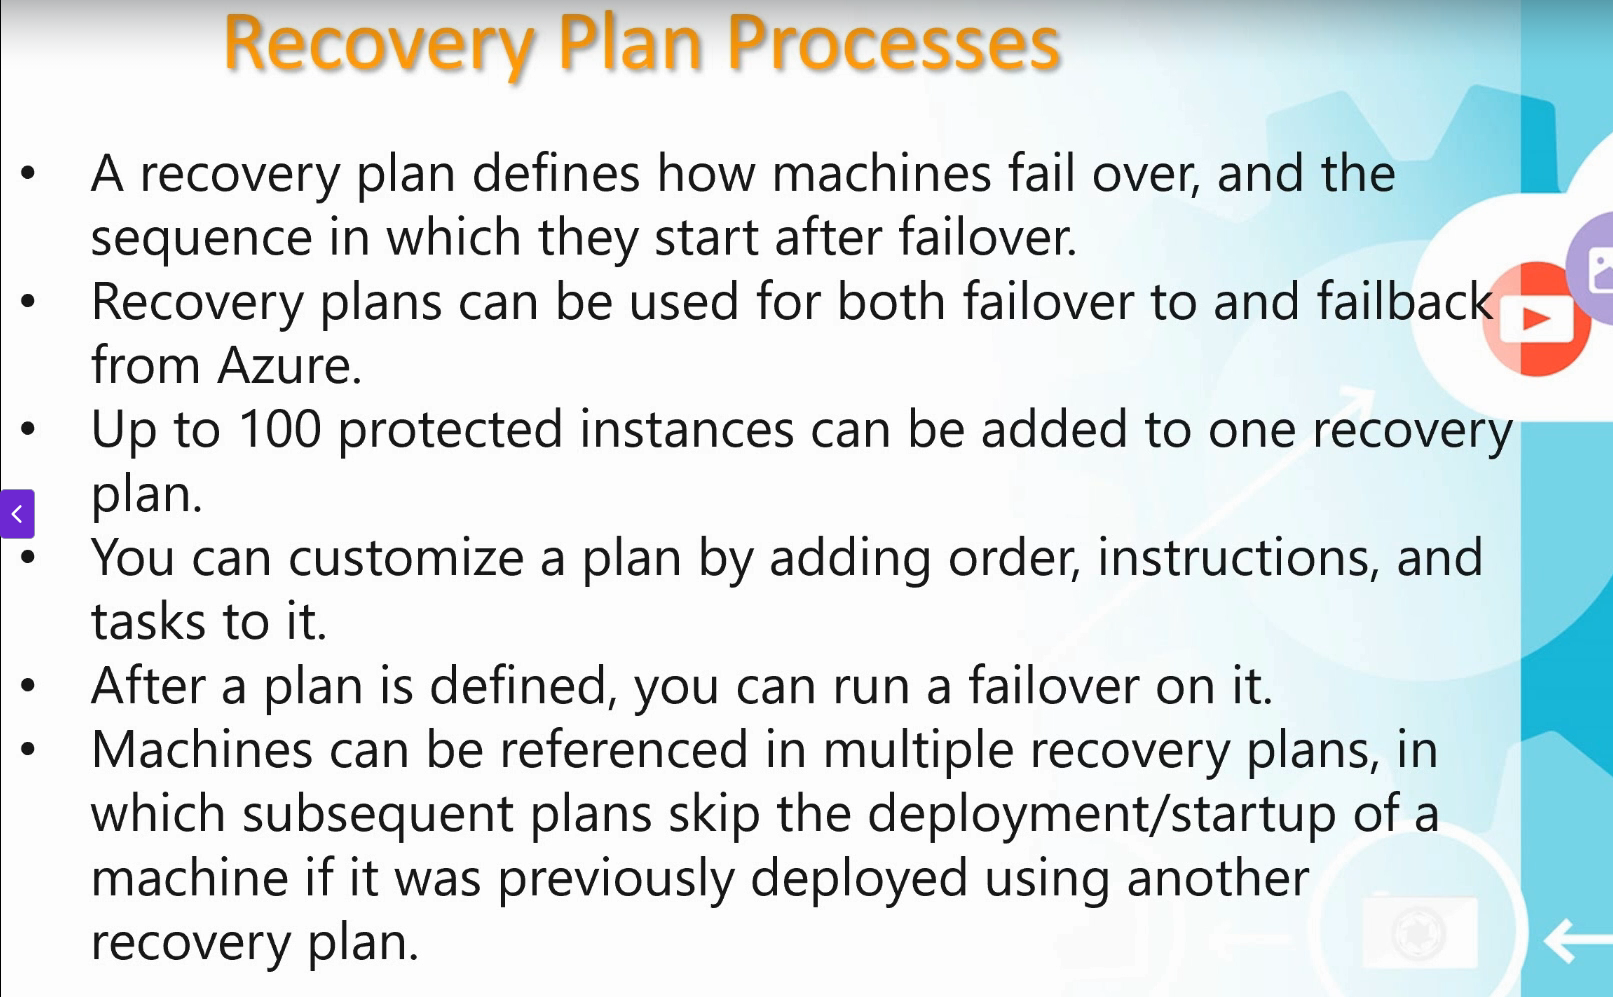 Recovery Plan Processes
• A recovery plan defines how machines fail over, and the
sequence in which they start after failover.
• Recovery plans can be used for both failover to and failback
from Azure.
• Up to 100 protected instances can be added to one recovery
plan.
• You can customize a plan by adding order, instructions, and
tasks to it.
• After a plan is defined, you can run a failover on it.
• Machines can be referenced in multiple recovery plans, in
which subsequent plans skip the deployment/startup of a
machine if it was previously deployed using another
recovery plan.